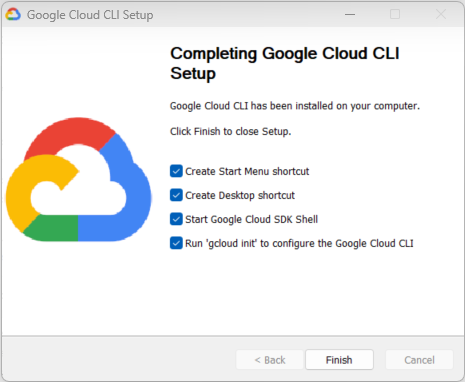 Google Cloud CLI Setup
Completing Google Cloud CLI
Setup
Google Cloud CLI has been installed on your computer.
Click Finish to close Setup.
Create Start Menu shortcut
Create Desktop shortcut
Start Google Cloud SDK Shell
Run 'gcloud init' to configure the Google Cloud CLI
< Back
Finish
Cancel